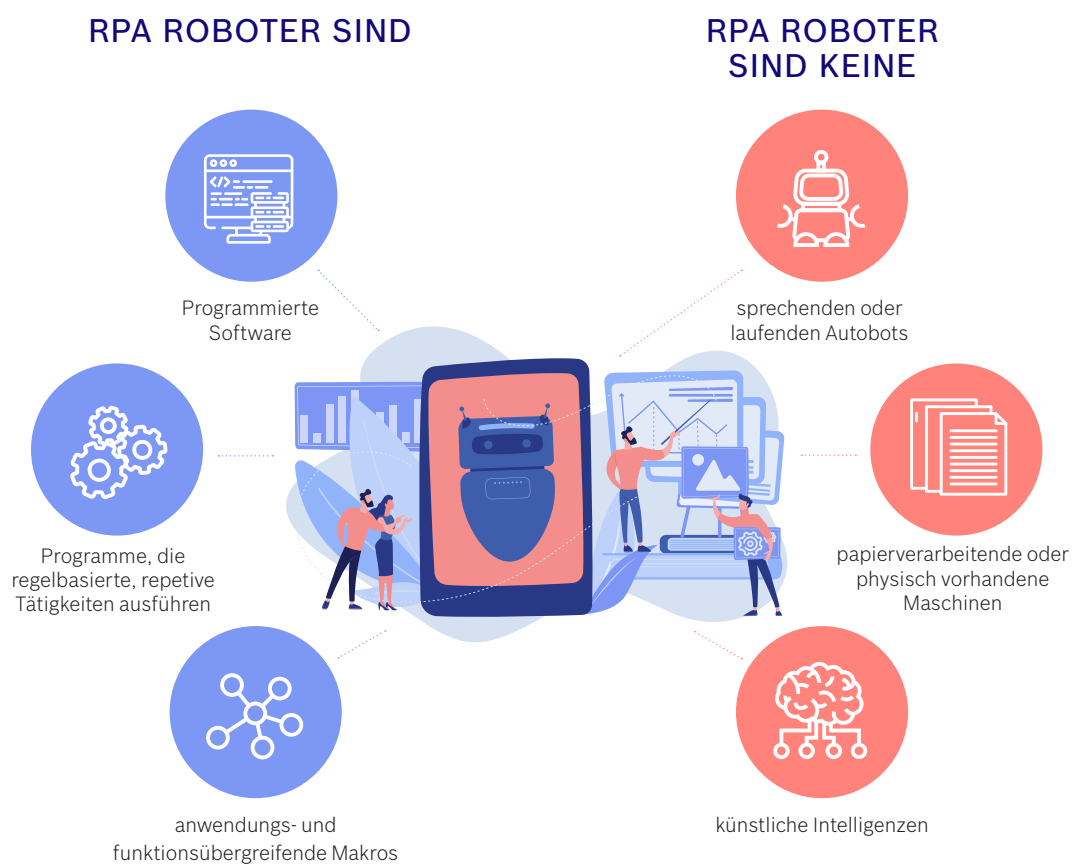 RPA ROBOTER SIND
Programmierte
Software
Programme, die
regelbasierte, repetive
Tätigkeiten ausführen
anwendungs- und
funktionsübergreifende Makros
RPA ROBOTER
SIND KEINE
sprechenden oder
laufenden Autobots
papierverarbeitende oder
physisch vorhandene
Maschinen
künstliche Intelligenzen